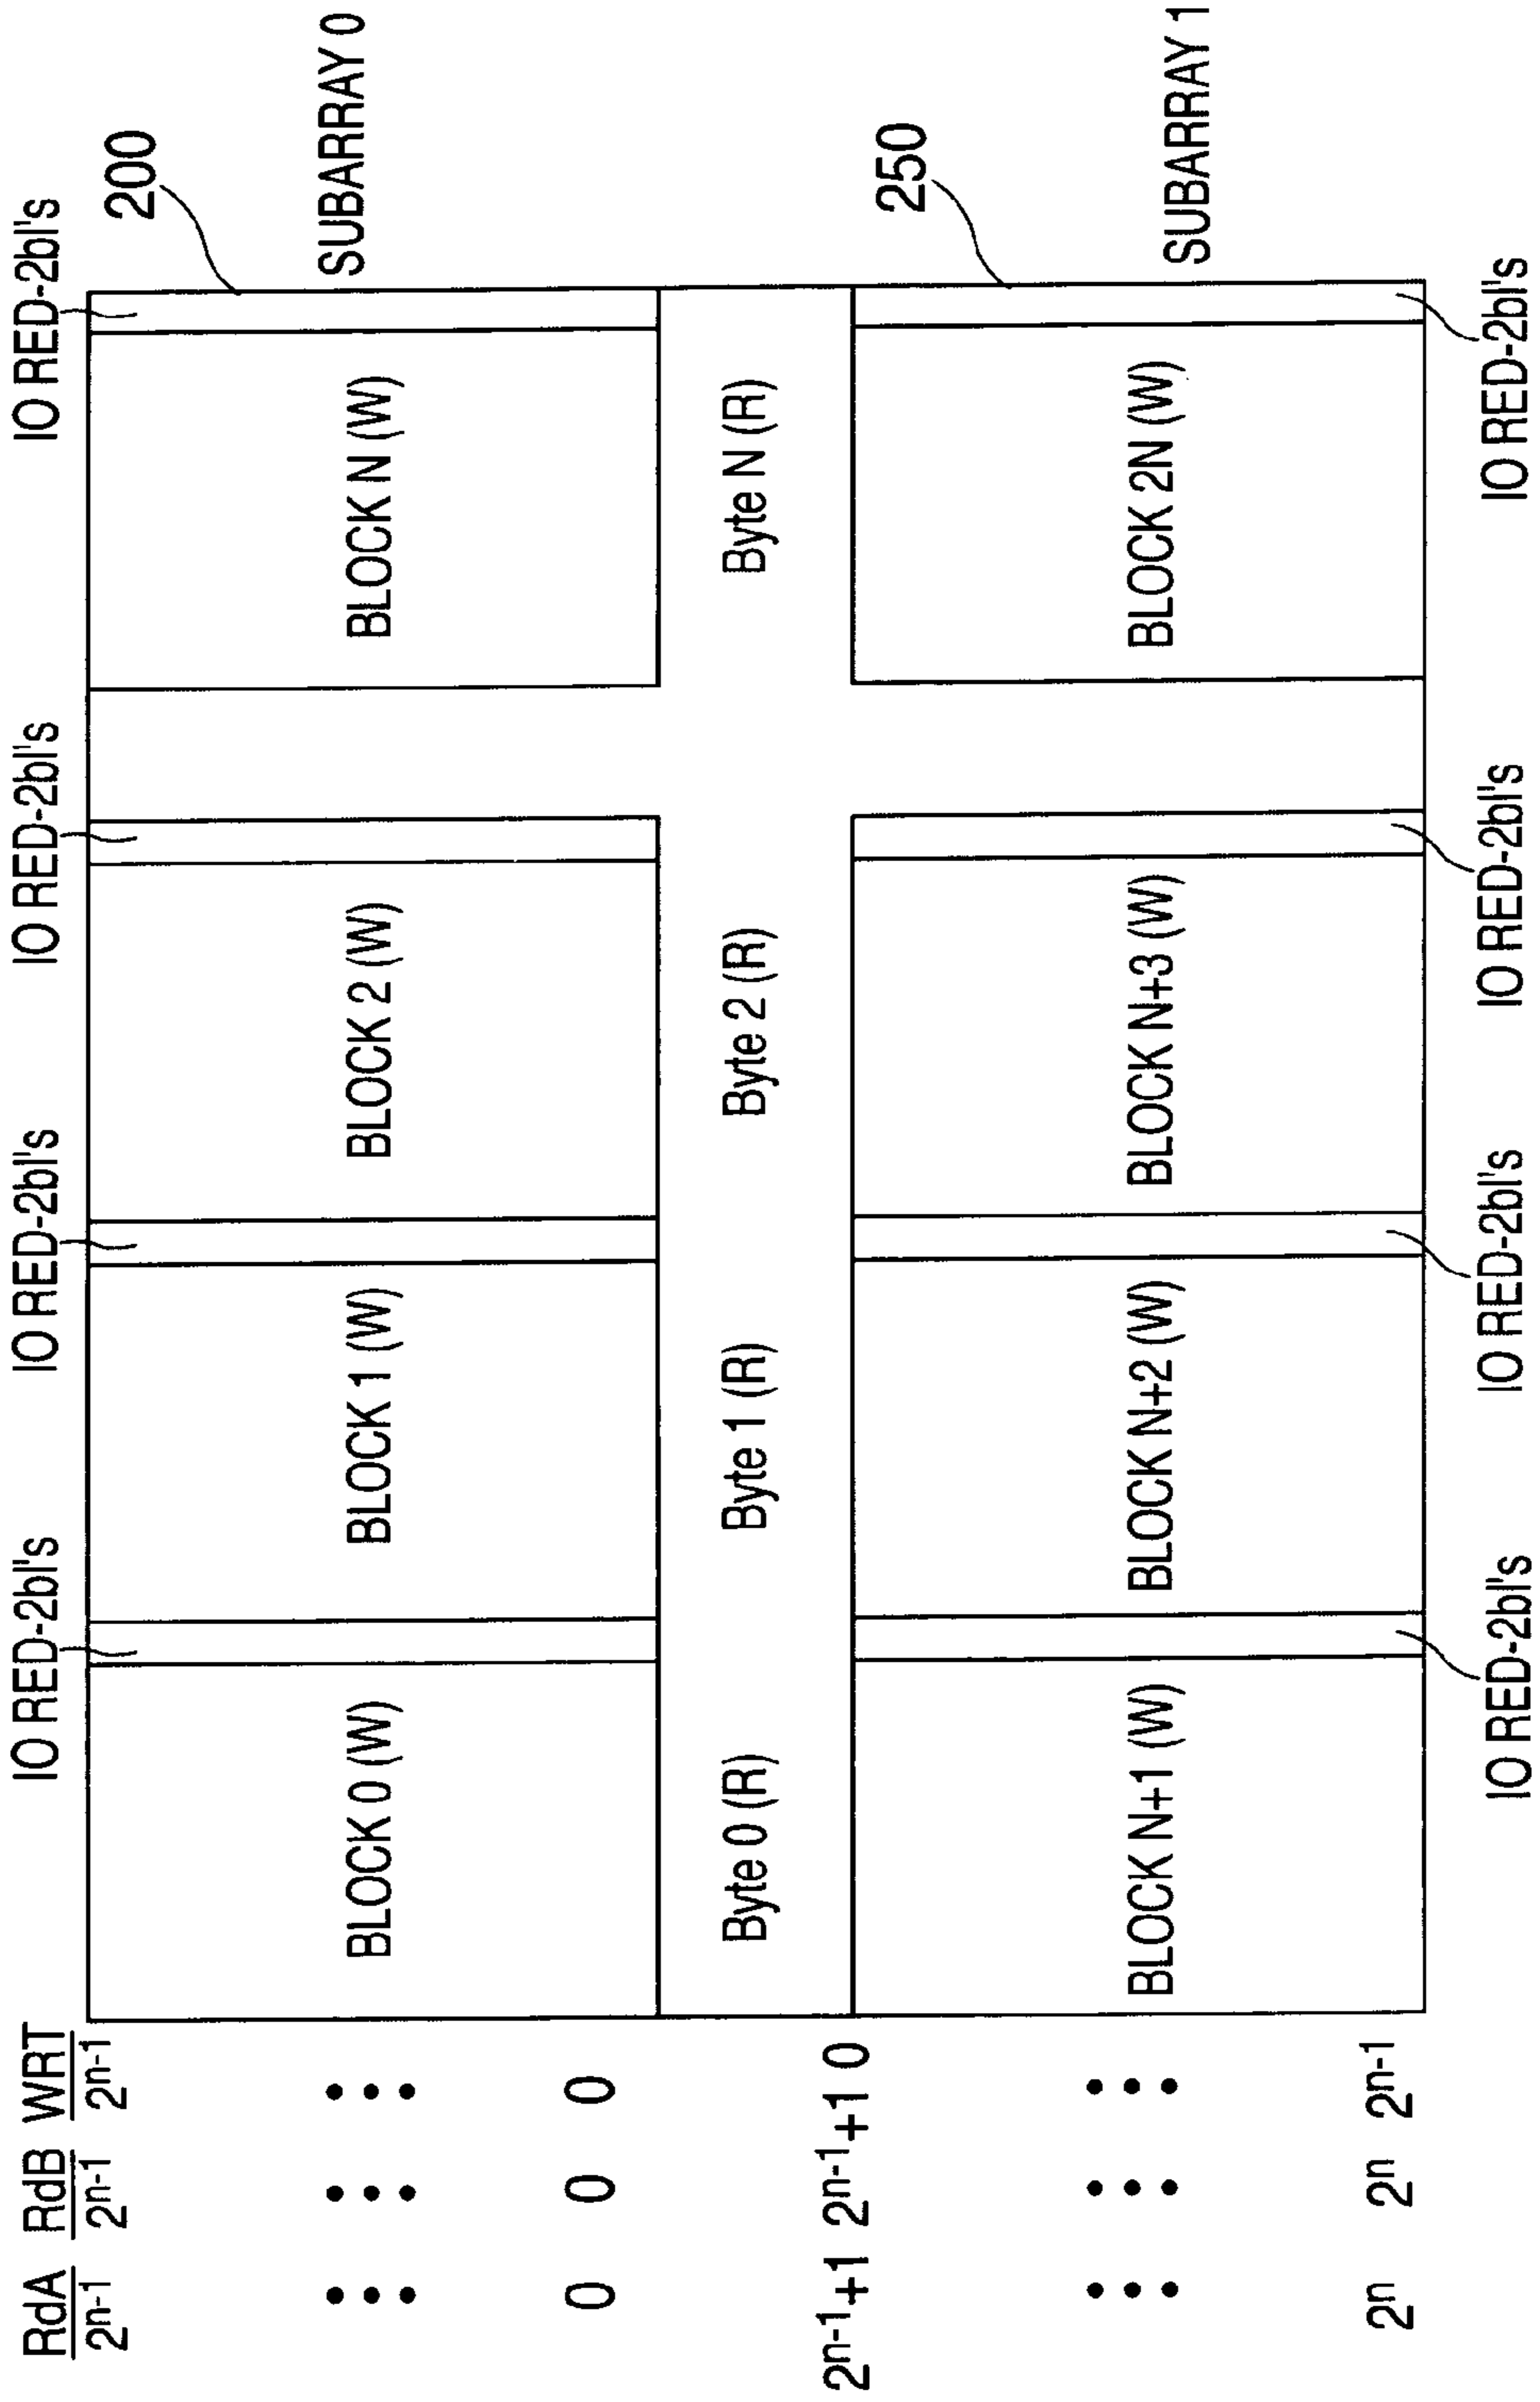 IO RED-2bl's IO RED-2bl's IO RED-2bl's IO RED-2bl's
RdA RdB WRT
2ⁿ⁻¹ 2ⁿ⁻¹ 2ⁿ⁻¹
200
BLOCK 0 (W) BLOCK 1 (W) BLOCK 2 (W) BLOCK N (W) SUBARRAY 0
0 0 0
Byte 0 (R) Byte 1 (R) Byte 2 (R) Byte N (R)
2ⁿ⁻¹+1 2ⁿ⁻¹+1 0
250
BLOCK N+1 (W) BLOCK N+2 (W) BLOCK N+3 (W) BLOCK 2N (W) SUBARRAY 1
2ⁿ 2ⁿ 2ⁿ⁻¹
IO RED-2bl's IO RED-2bl's IO RED-2bl's IO RED-2bl's